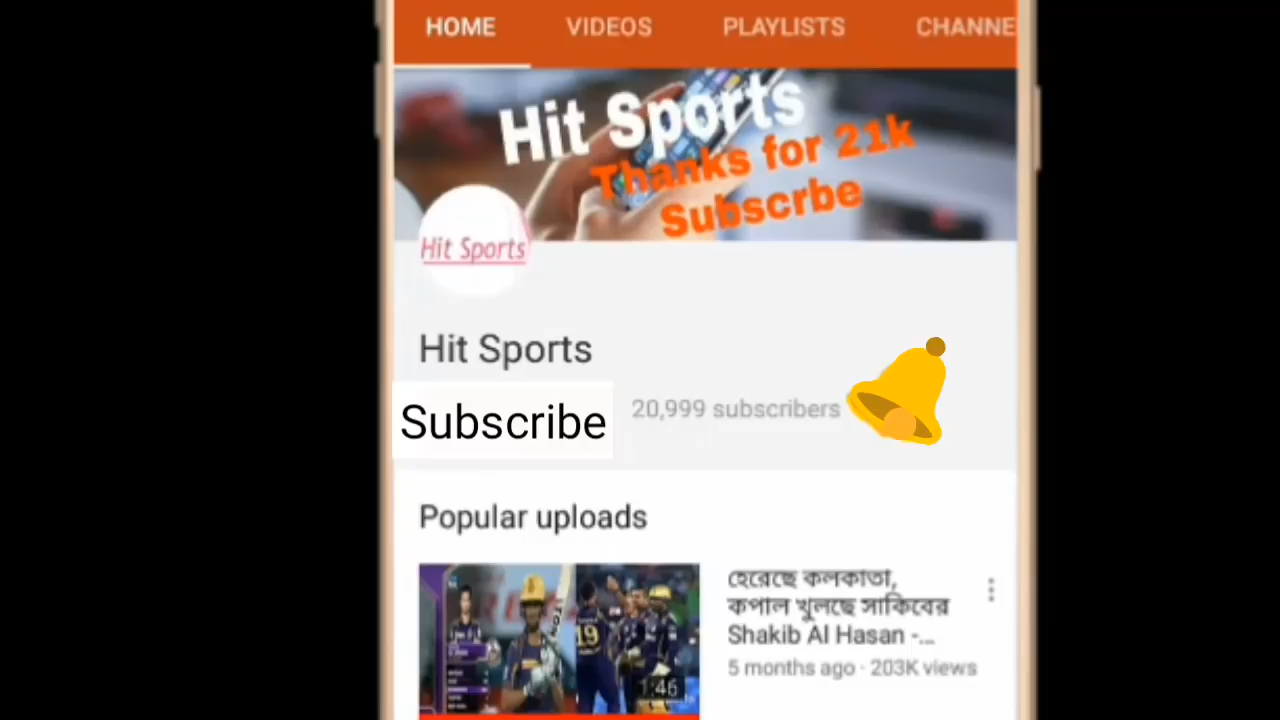 HOME VIDEOS PLAYLISTS CHANNE
Hit Sports
Thanks for 21k
Subscrbe
Hit Sports
Hit Sports
Subscribe 20,999 subscribers
Popular uploads
হেরেছে কলকাতা,
কপাল খুলছে সাকিবের
Shakib Al Hasan -...
5 months ago · 203K views
19
1:46